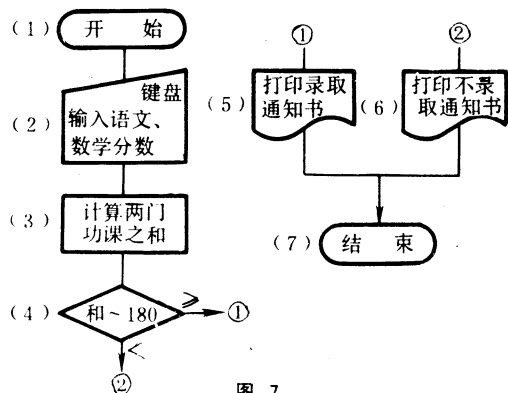 (1) 开 始
(2) 键盘
输入语文、
数学分数
(3) 计算两门
功课之和
(4) 和~180
≥
①
<
②
①
(5) 打印录取
通知书
②
(6) 打印不录
取通知书
(7) 结 束
图 7